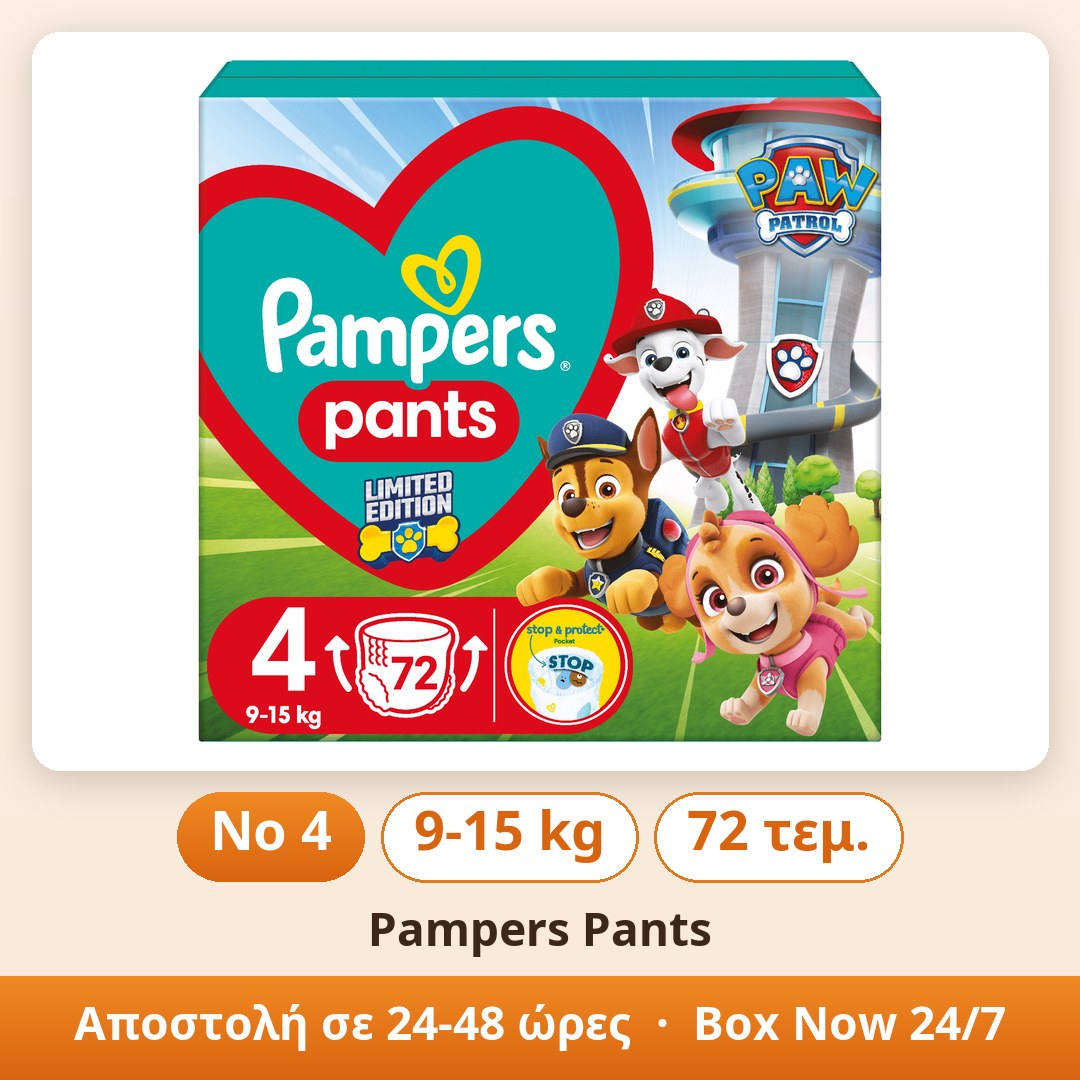 PAW
PATROL
Pampers®
pants
LIMITED
EDITION
4
72
9-15 kg
stop & protect
Pocket
STOP
No 4
9-15 kg
72 τεμ.
Pampers Pants
Αποστολή σε 24-48 ώρες · Box Now 24/7